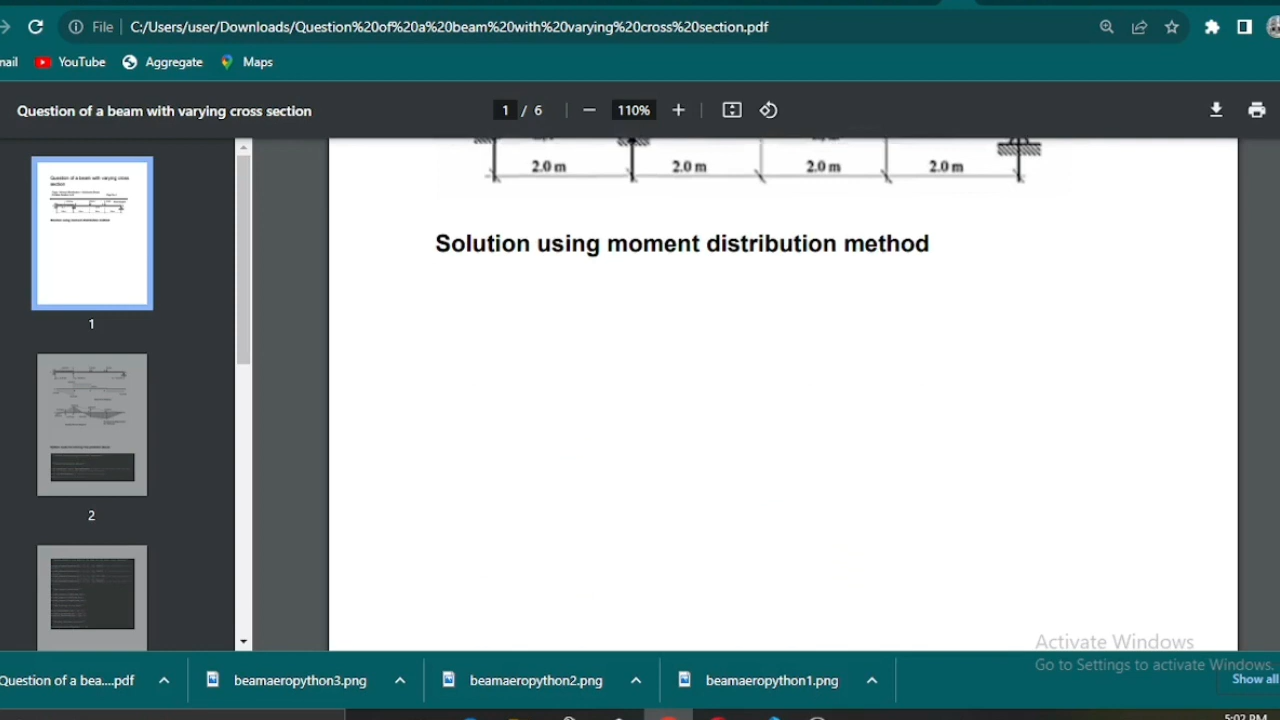 File C:/Users/user/Downloads/Question%20of%20a%20beam%20with%20varying%20cross%20section.pdf
YouTube Aggregate Maps
Question of a beam with varying cross section 1 / 6 110%
2.0 m 2.0 m 2.0 m 2.0 m
Solution using moment distribution method
1
2
Activate Windows
Go to Settings to activate Windows.
Question of a bea....pdf beamaeropython3.png beamaeropython2.png beamaeropython1.png Show all
5:02 PM